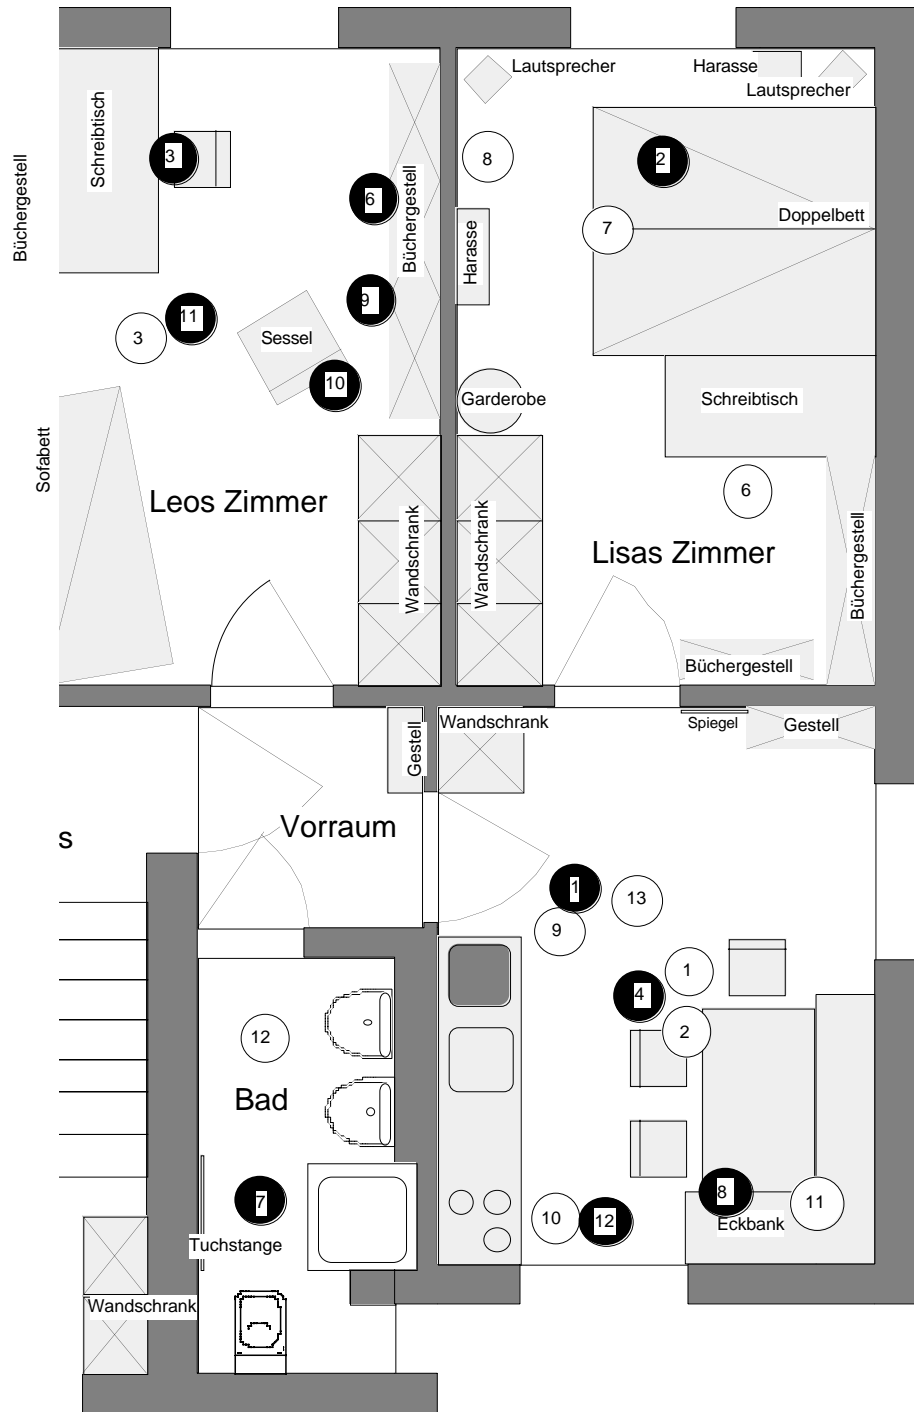 Lautsprecher
Harasse
Lautsprecher
Schreibtisch
Büchergestell
3
6
Büchergestell
8
2
Doppelbett
7
Harasse
9
11
3
Sessel
10
Garderobe
Schreibtisch
Sofabett
Leos Zimmer
Wandschrank
Wandschrank
6
Lisas Zimmer
Büchergestell
Büchergestell
Gestell
Wandschrank
Spiegel
Gestell
s
Vorraum
1
13
9
1
4
2
12
Bad
7
Tuchstange
8
11
10
12
Eckbank
Wandschrank